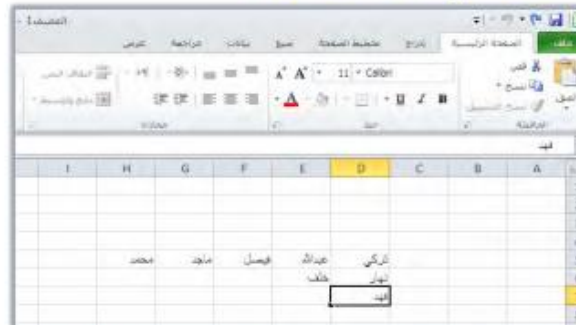 المصنف1 -
ملف الصفحة الرئيسية إدراج تخطيط الصفحة صيغ بيانات مراجعة عرض
قص
نسخ
Calibri 11 A A
B I U A
الحافظة خط محاذاة
فهد
A B C D E F G H I
تركي عبدالله فيصل ماجد محمد
نهار خلف
فهد